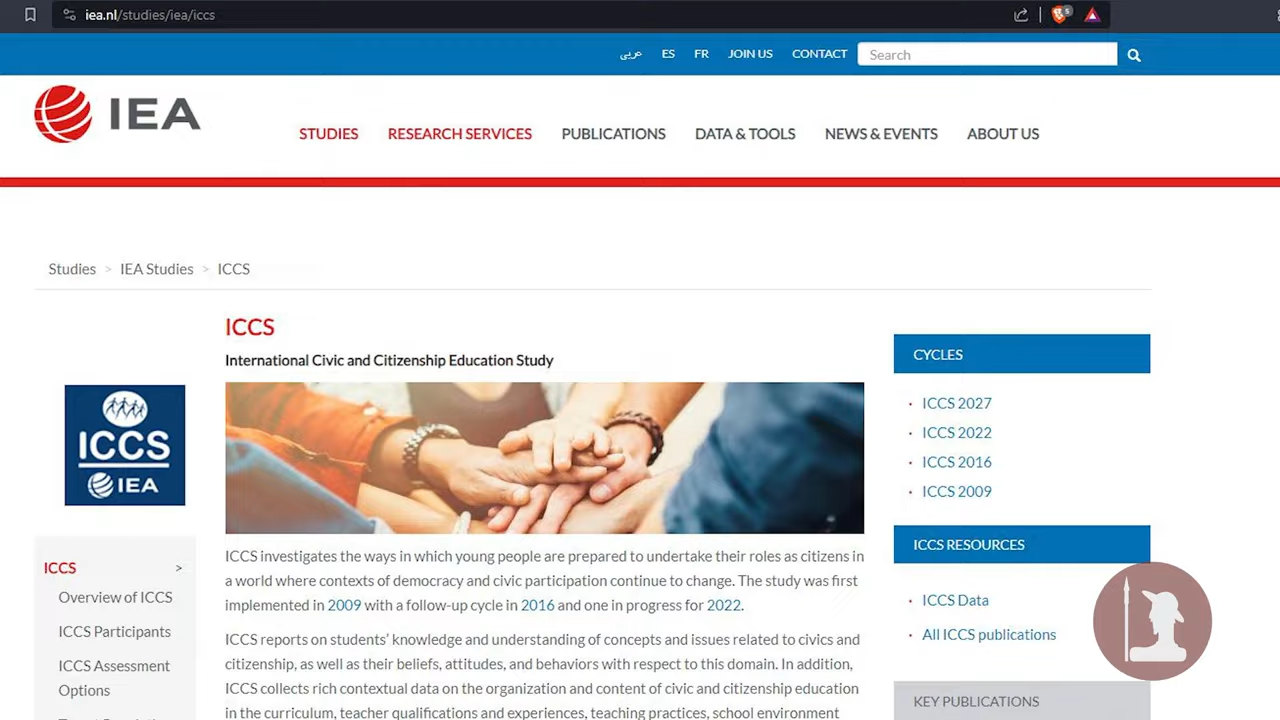 iea.nl/studies/iea/iccs
5
عربى ES FR JOIN US CONTACT Search
IEA
STUDIES RESEARCH SERVICES PUBLICATIONS DATA & TOOLS NEWS & EVENTS ABOUT US
Studies > IEA Studies > ICCS
ICCS
International Civic and Citizenship Education Study
ICCS
IEA
ICCS investigates the ways in which young people are prepared to undertake their roles as citizens in
a world where contexts of democracy and civic participation continue to change. The study was first
implemented in 2009 with a follow-up cycle in 2016 and one in progress for 2022.
ICCS reports on students' knowledge and understanding of concepts and issues related to civics and
citizenship, as well as their beliefs, attitudes, and behaviors with respect to this domain. In addition,
ICCS collects rich contextual data on the organization and content of civic and citizenship education
in the curriculum, teacher qualifications and experiences, teaching practices, school environment
ICCS >
Overview of ICCS
ICCS Participants
ICCS Assessment
Options
CYCLES
· ICCS 2027
· ICCS 2022
· ICCS 2016
· ICCS 2009
ICCS RESOURCES
· ICCS Data
· All ICCS publications
KEY PUBLICATIONS